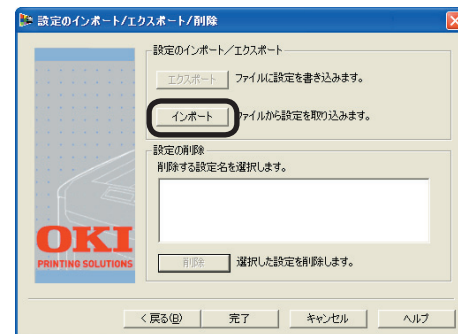 設定のインポート/エクスポート/削除
設定のインポート/エクスポート
エクスポート ファイルに設定を書き込みます。
インポート ファイルから設定を取り込みます。
設定の削除
削除する設定名を選択します。
OKI
PRINTING SOLUTIONS
削除 選択した設定を削除します。
< 戻る(B) 完了 キャンセル ヘルプ